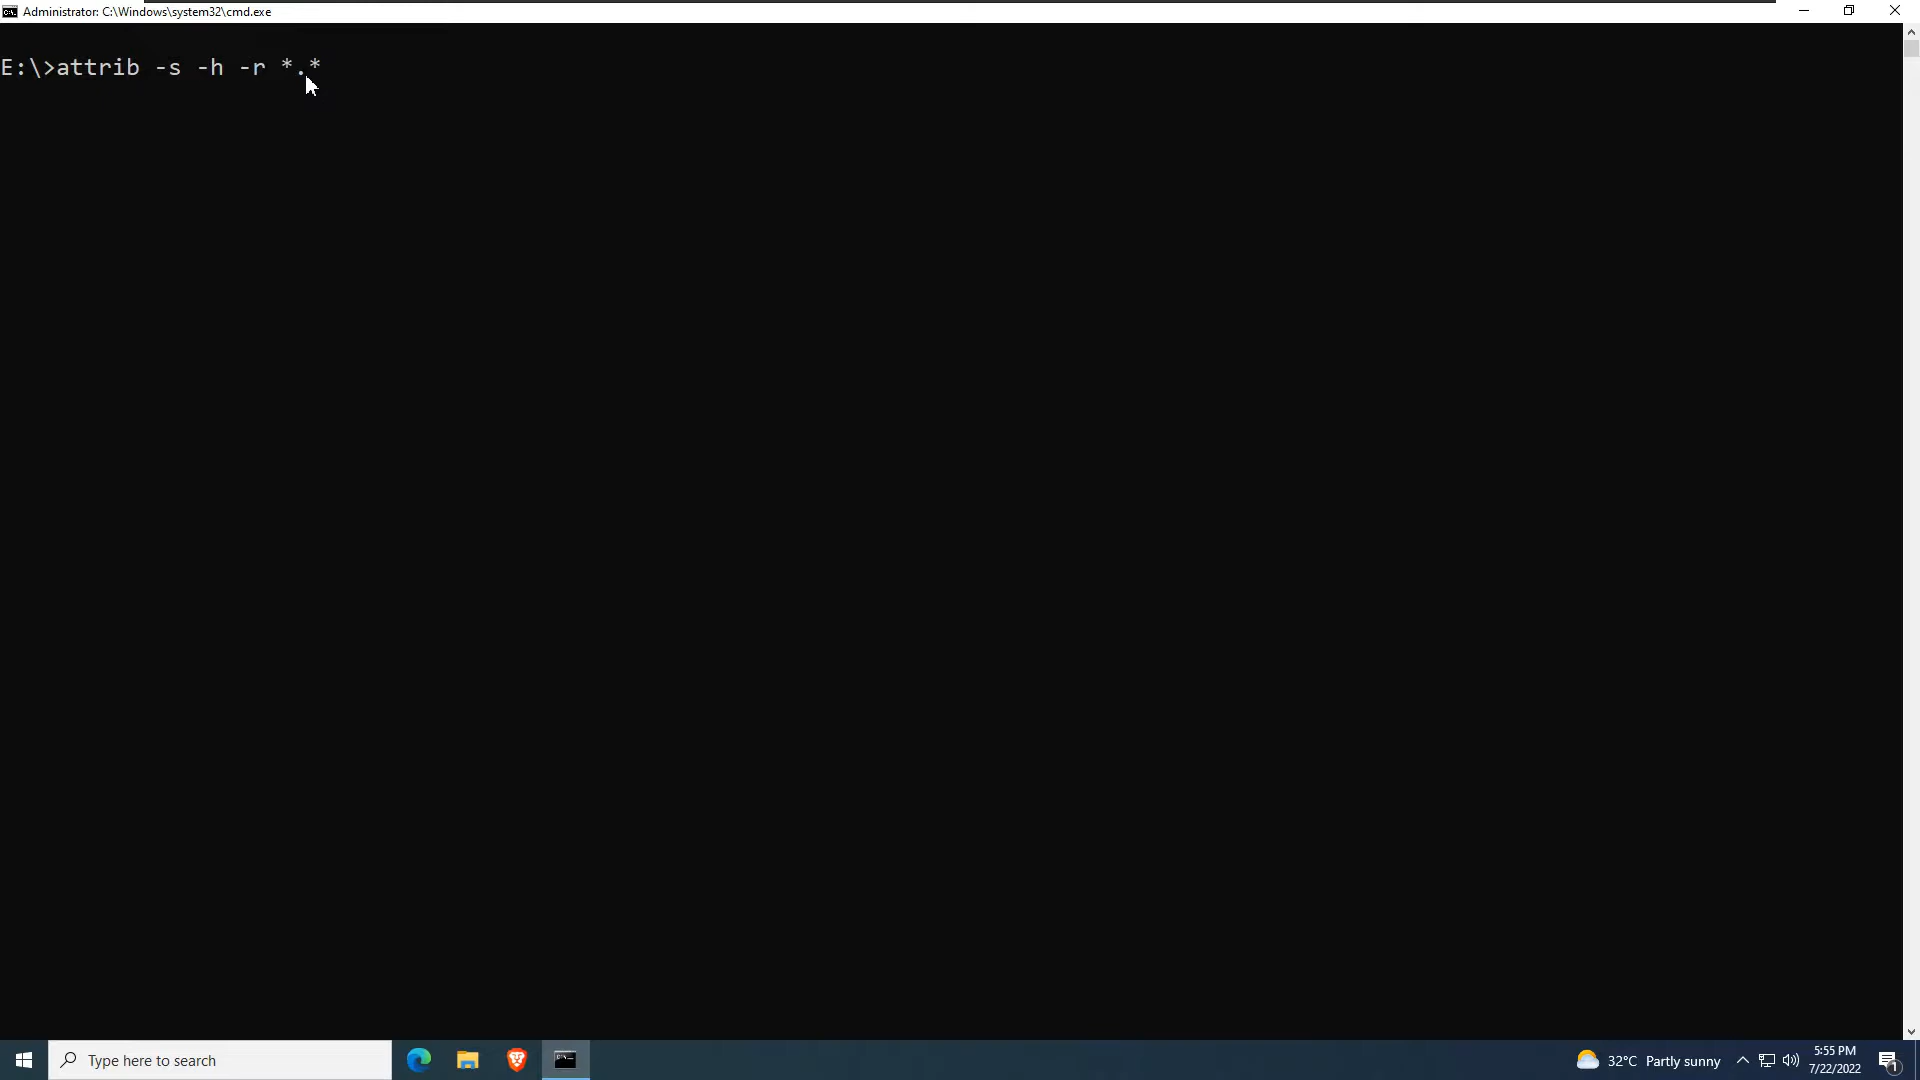 Administrator: C:\Windows\system32\cmd.exe
E:\>attrib -s -h -r *.*
Type here to search
32°C Partly sunny
5:55 PM
7/22/2022
1